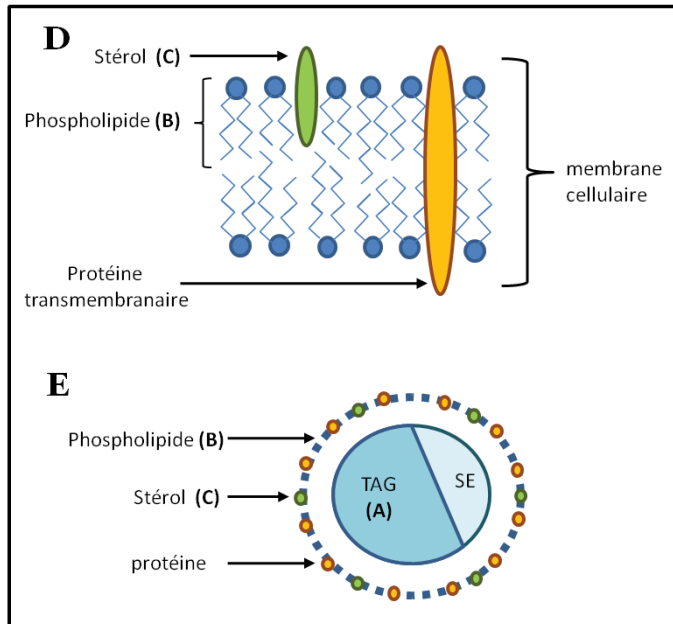 D
Stérol (C)
Phospholipide (B)
membrane
cellulaire
Protéine
transmembranaire
E
Phospholipide (B)
Stérol (C)
protéine
TAG
(A)
SE